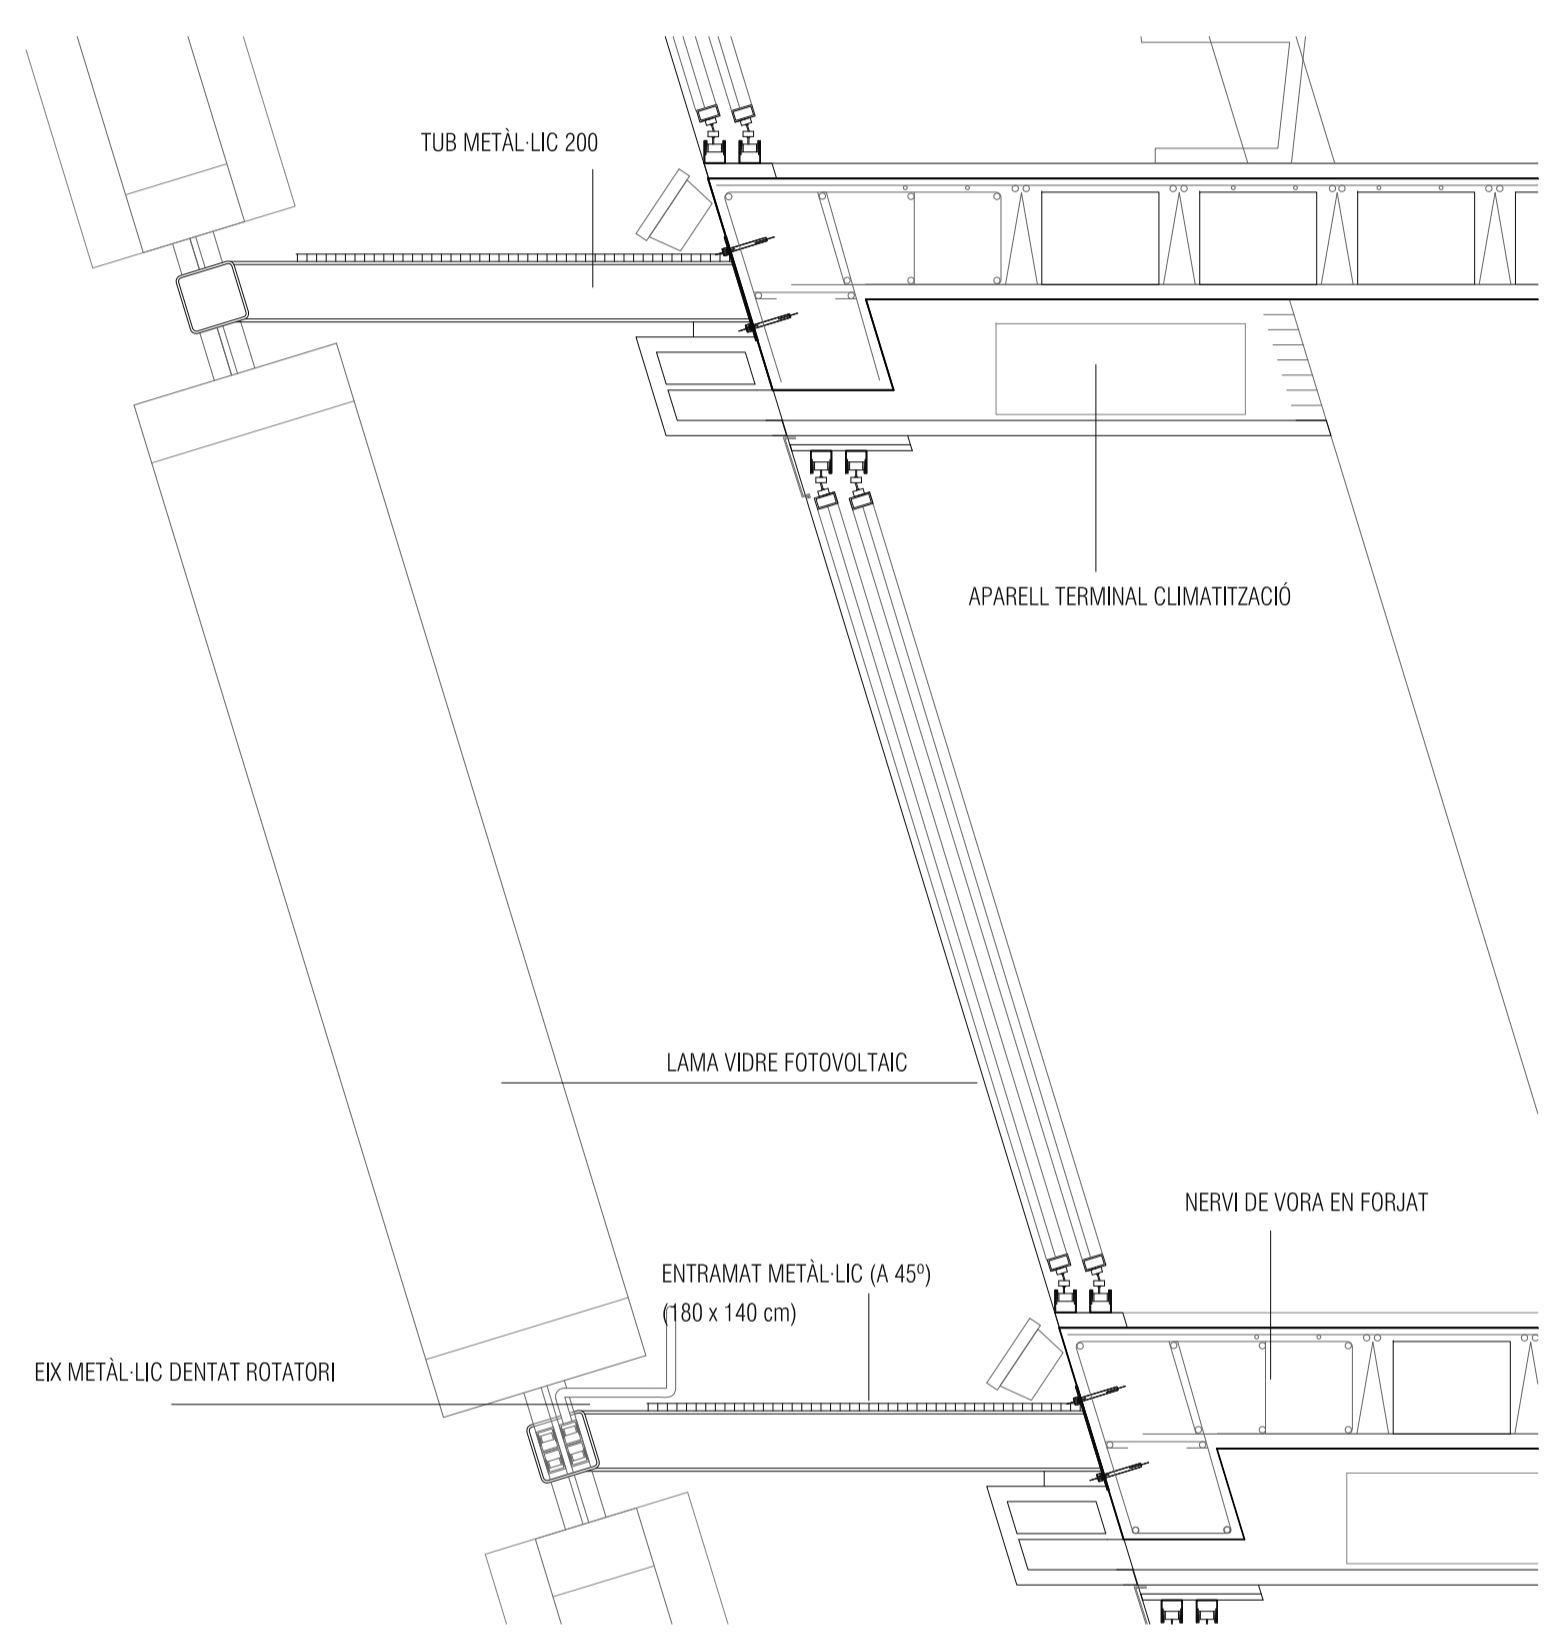 TUB METÀL·LIC 200
APARELL TERMINAL CLIMATITZACIÓ
LAMA VIDRE FOTOVOLTAIC
NERVI DE VORA EN FORJAT
ENTRAMAT METÀL·LIC (A 45º)
(180 x 140 cm)
EIX METÀL·LIC DENTAT ROTATORI